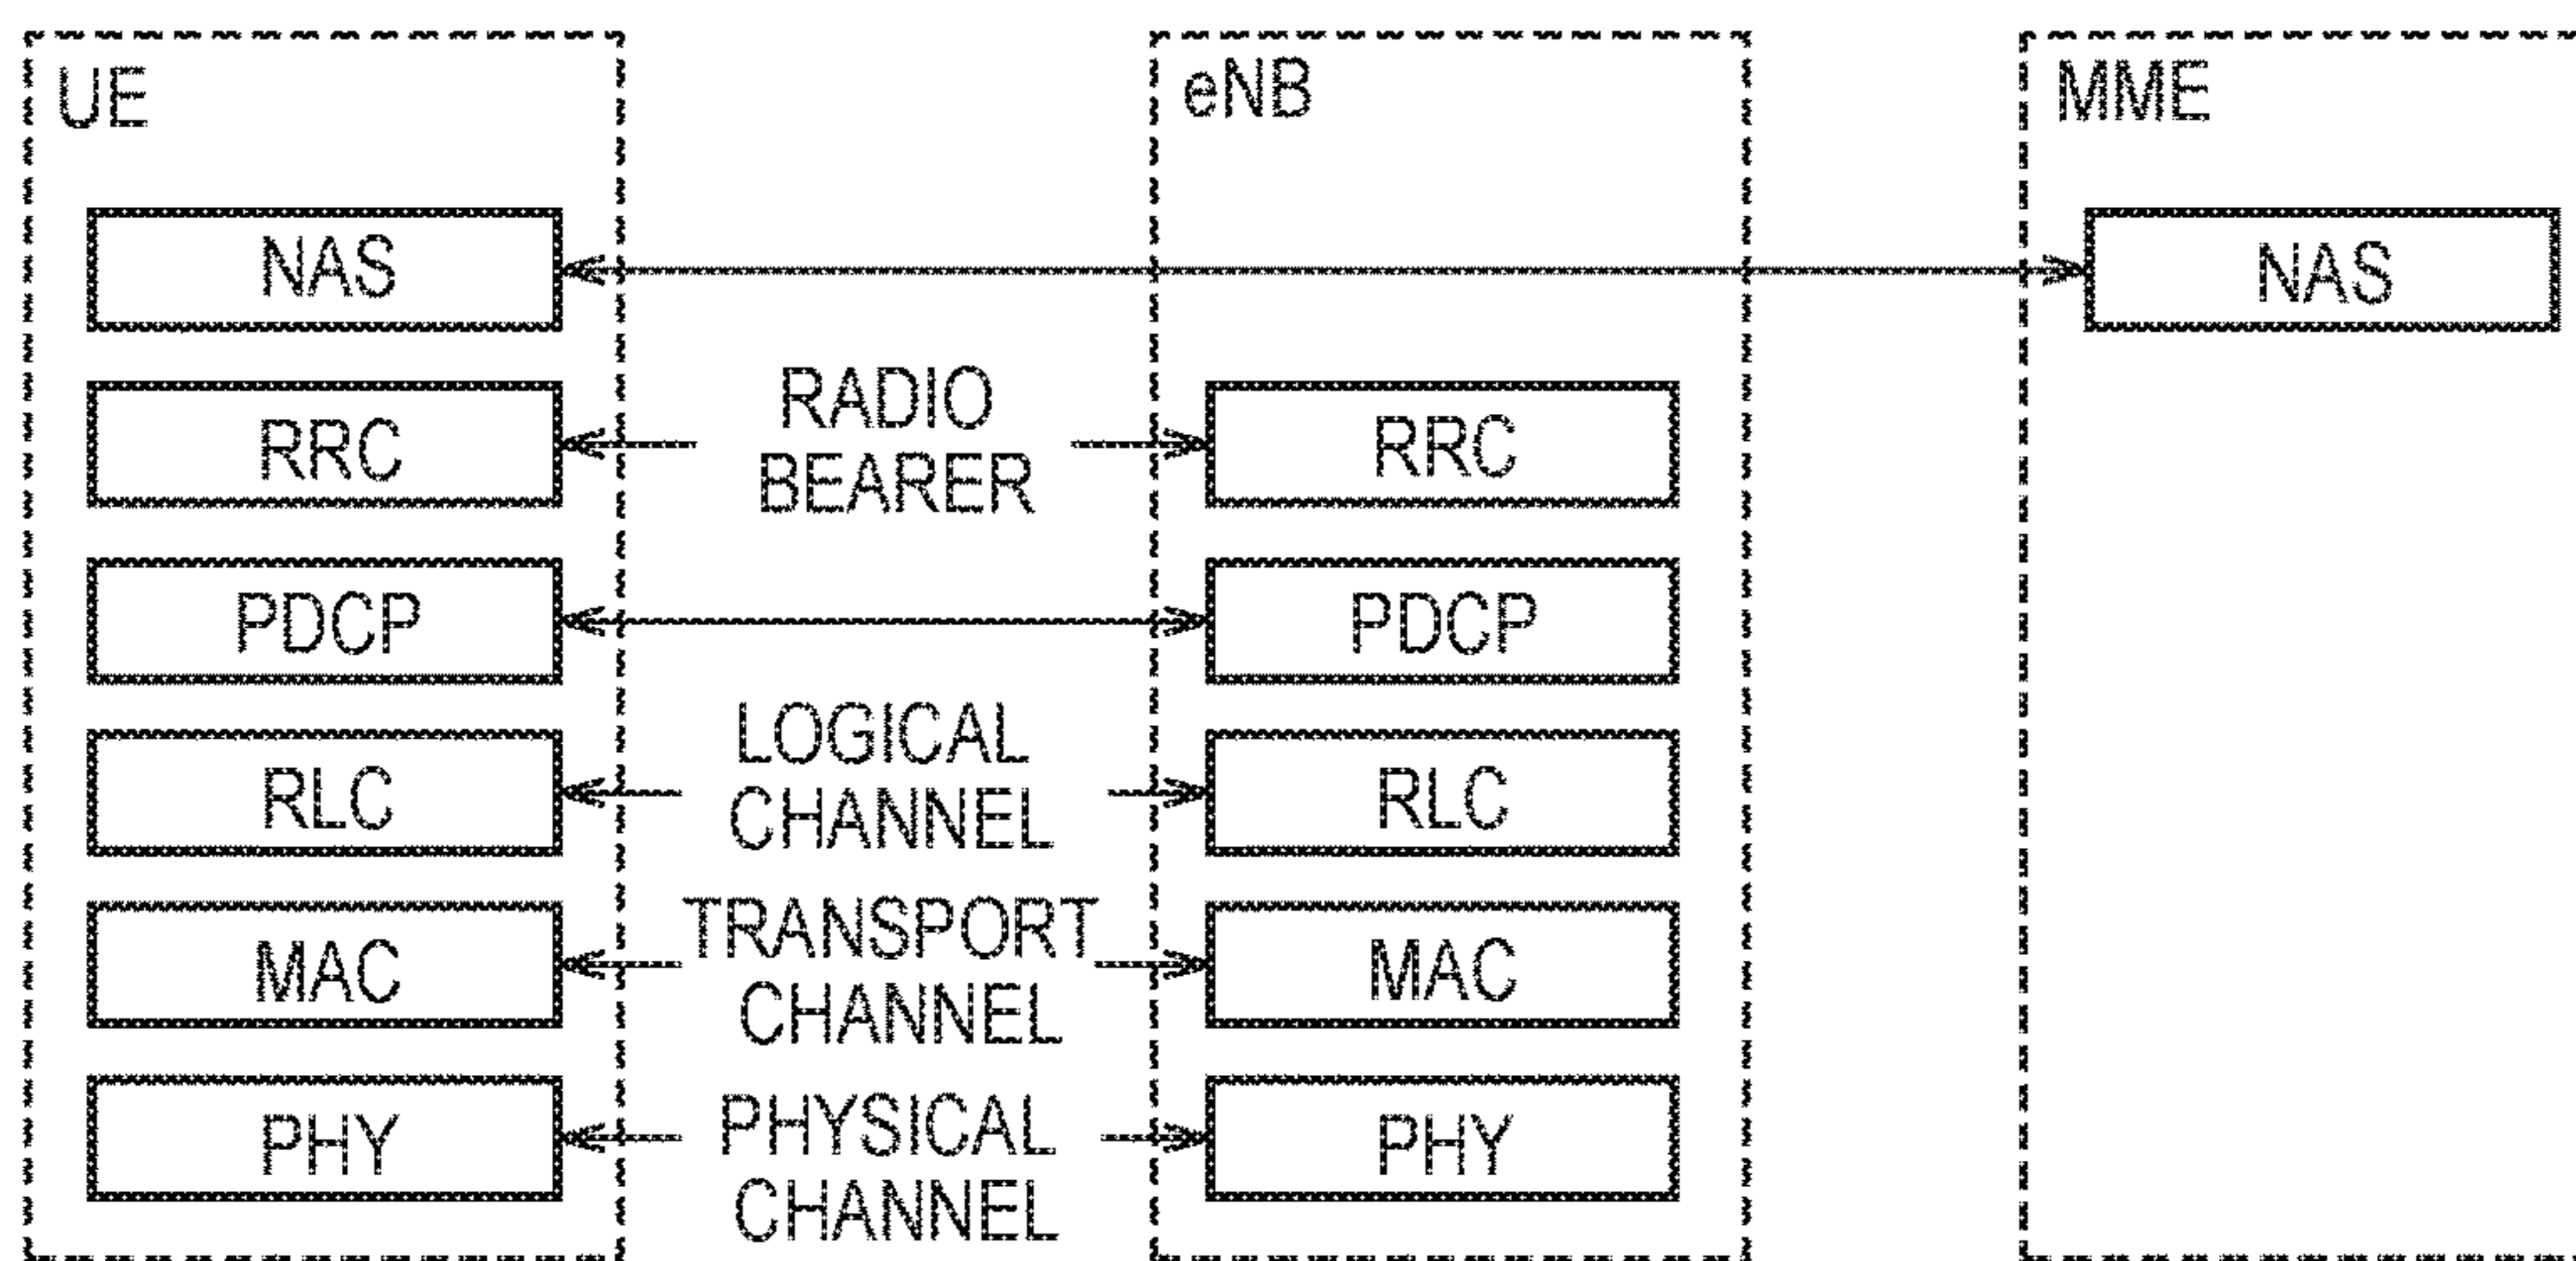 UE
eNB
MME
NAS
NAS
RADIO
BEARER
RRC
RRC
PDCP
PDCP
LOGICAL
CHANNEL
RLC
RLC
TRANSPORT
CHANNEL
MAC
MAC
PHYSICAL
CHANNEL
PHY
PHY